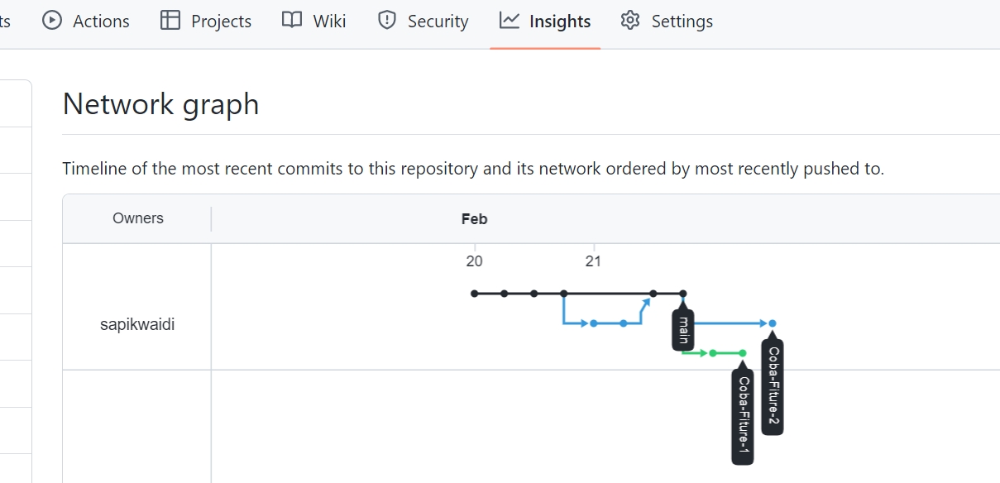 ts Actions Projects Wiki Security Insights Settings
Network graph
Timeline of the most recent commits to this repository and its network ordered by most recently pushed to.
Owners Feb
20 21
sapikwaidi
main
Coba-Fiture-1
Coba-Fiture-2